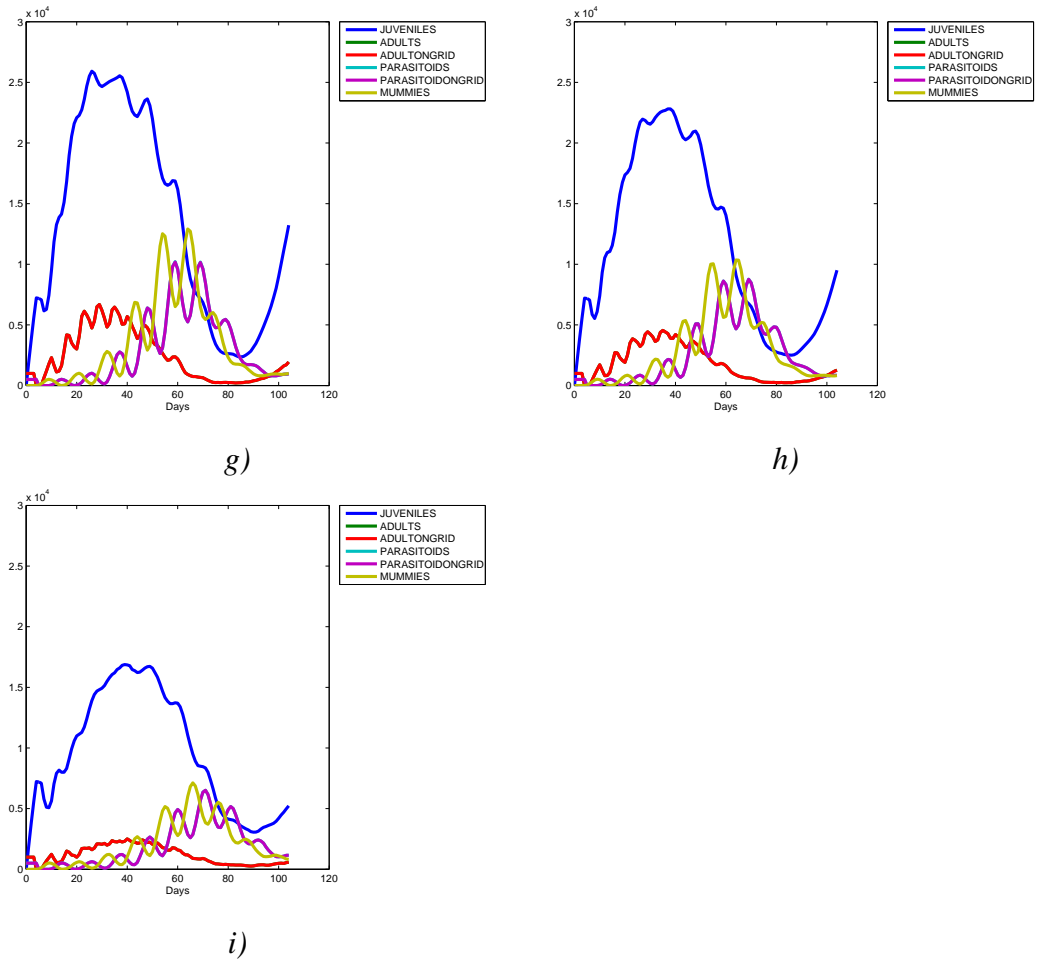 x 10^4
3
2.5
2
1.5
1
0.5
0
0 20 40 60 80 100 120
Days
JUVENILES
ADULTS
ADULTONGRID
PARASITOIDS
PARASITOIDONGRID
MUMMIES
g)
x 10^4
3
2.5
2
1.5
1
0.5
0
0 20 40 60 80 100 120
Days
JUVENILES
ADULTS
ADULTONGRID
PARASITOIDS
PARASITOIDONGRID
MUMMIES
h)
x 10^4
3
2.5
2
1.5
1
0.5
0
0 20 40 60 80 100 120
Days
JUVENILES
ADULTS
ADULTONGRID
PARASITOIDS
PARASITOIDONGRID
MUMMIES
i)